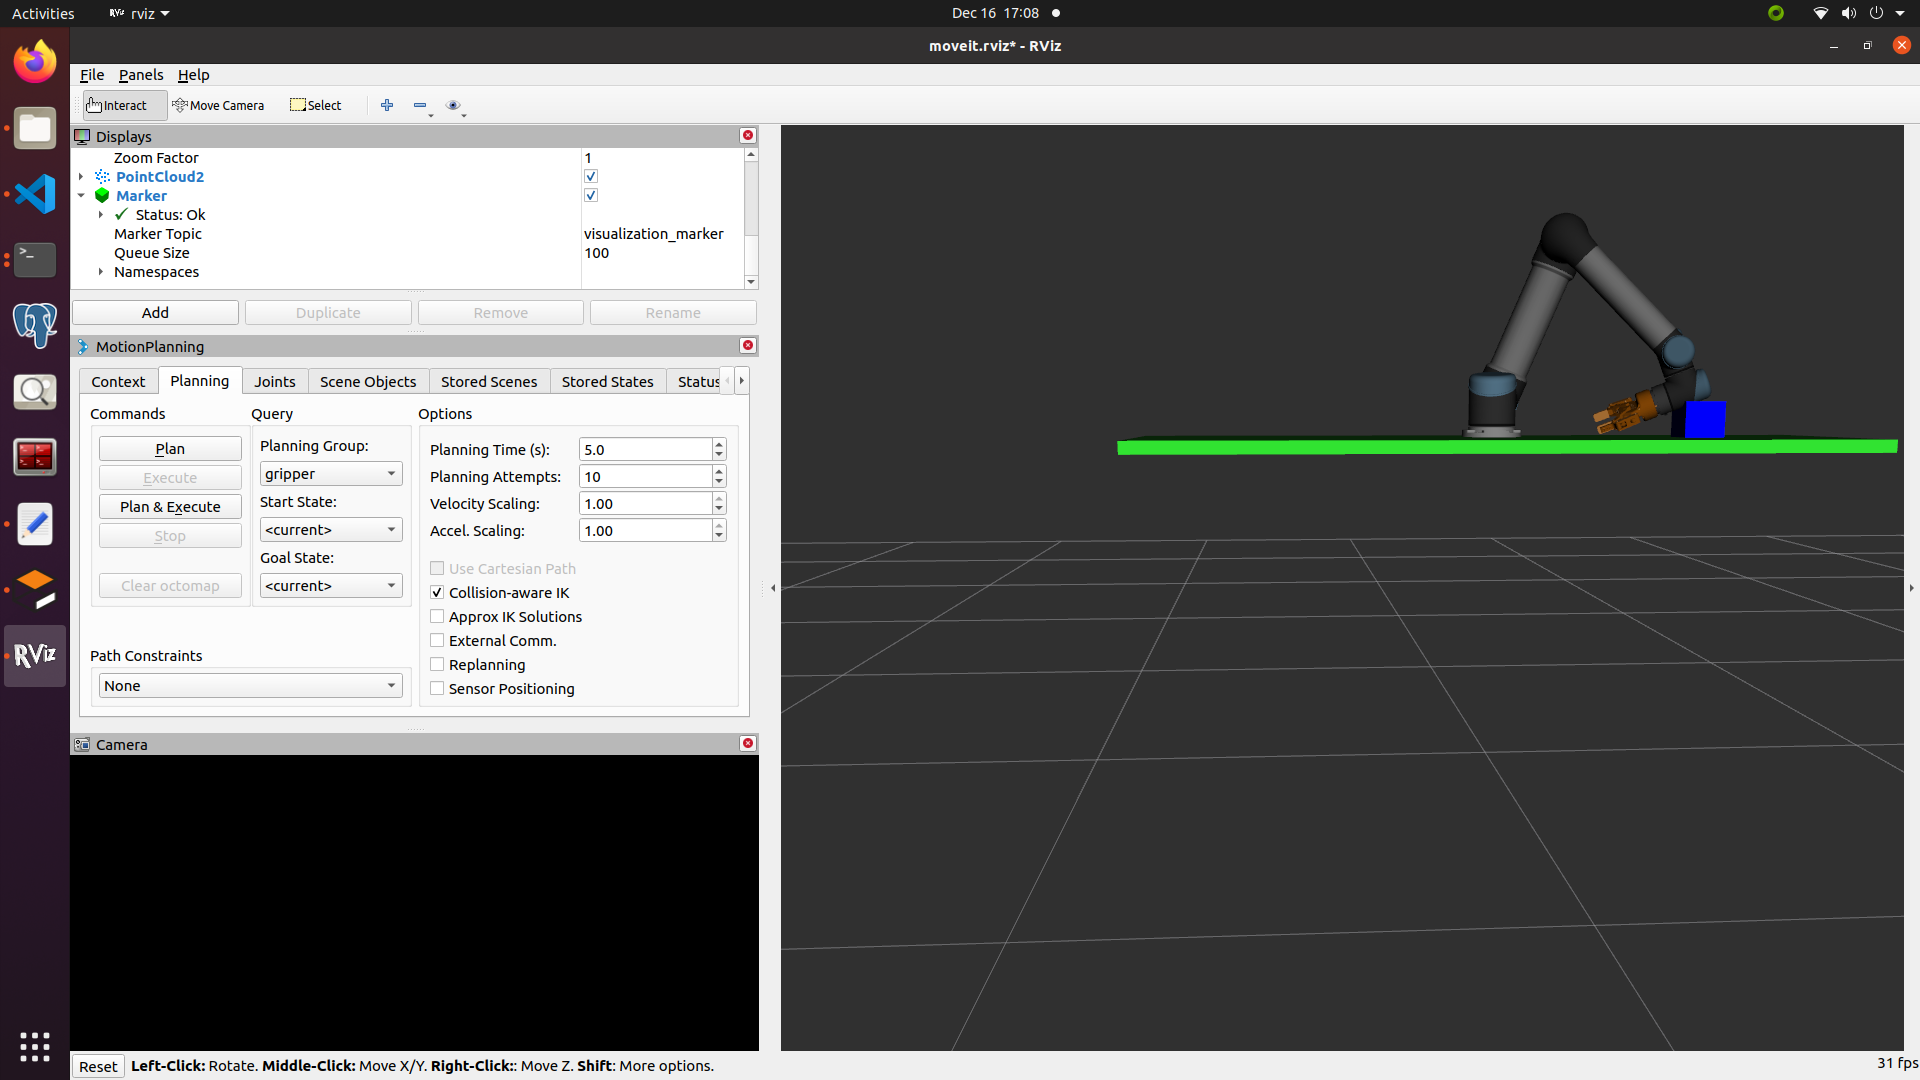 Activities
rviz
Dec 16 17:08
moveit.rviz* - RViz
File Panels Help
Interact Move Camera Select
Displays
Zoom Factor 1
PointCloud2
Marker
Status: Ok
Marker Topic visualization_marker
Queue Size 100
Namespaces
Add Duplicate Remove Rename
MotionPlanning
Context Planning Joints Scene Objects Stored Scenes Stored States Status
Commands Query Options
Plan
Execute
Plan & Execute
Stop
Clear octomap
Planning Group:
gripper
Start State:
<current>
Goal State:
<current>
Path Constraints
None
Planning Time (s): 5.0
Planning Attempts: 10
Velocity Scaling: 1.00
Accel. Scaling: 1.00
Use Cartesian Path
Collision-aware IK
Approx IK Solutions
External Comm.
Replanning
Sensor Positioning
Camera
RViz
Reset Left-Click: Rotate. Middle-Click: Move X/Y. Right-Click:: Move Z. Shift: More options.
31 fps